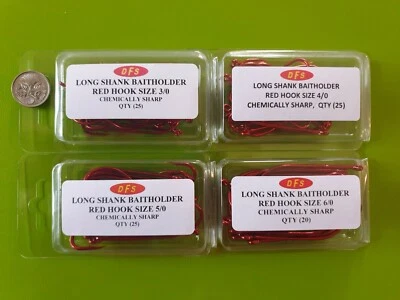 DFS
LONG SHANK BAITHOLDER
RED HOOK SIZE 3/0
CHEMICALLY SHARP
QTY (25)
DFS
LONG SHANK BAITHOLDER
RED HOOK SIZE 4/0
CHEMICALLY SHARP, QTY (25)
DFS
LONG SHANK BAITHOLDER
RED HOOK SIZE 5/0
CHEMICALLY SHARP
QTY (25)
DFS
LONG SHANK BAITHOLDER
RED HOOK SIZE 6/0
CHEMICALLY SHARP
QTY (20)